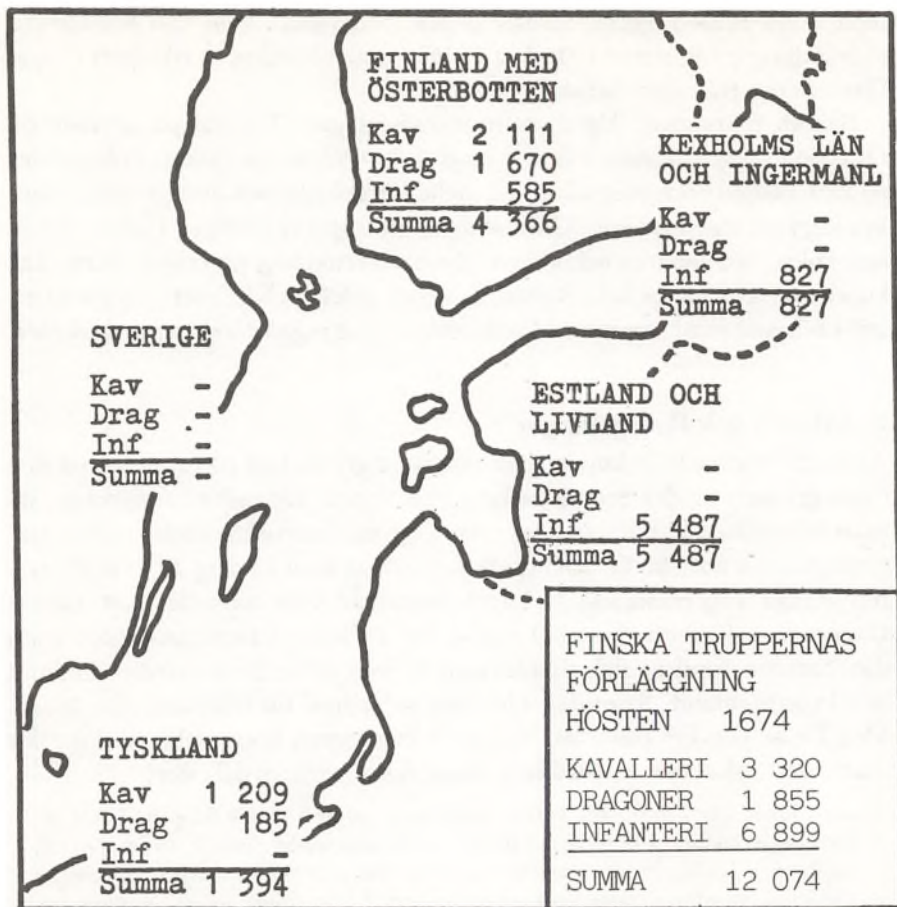 FINLAND MED
ÖSTERBOTTEN
Kav 2 111
Drag 1 670
Inf 585
Summa 4 366
KEXHOLMS LÄN
OCH INGERMANL
Kav -
Drag -
Inf 827
Summa 827
SVERIGE
Kav -
Drag -
Inf -
Summa -
ESTLAND OCH
LIVLAND
Kav -
Drag -
Inf 5 487
Summa 5 487
TYSKLAND
Kav 1 209
Drag 185
Inf -
Summa 1 394
FINSKA TRUPPERNAS
FÖRLÄGGNING
HÖSTEN 1674
KAVALLERI 3 320
DRAGONER 1 855
INFANTERI 6 899
SUMMA 12 074